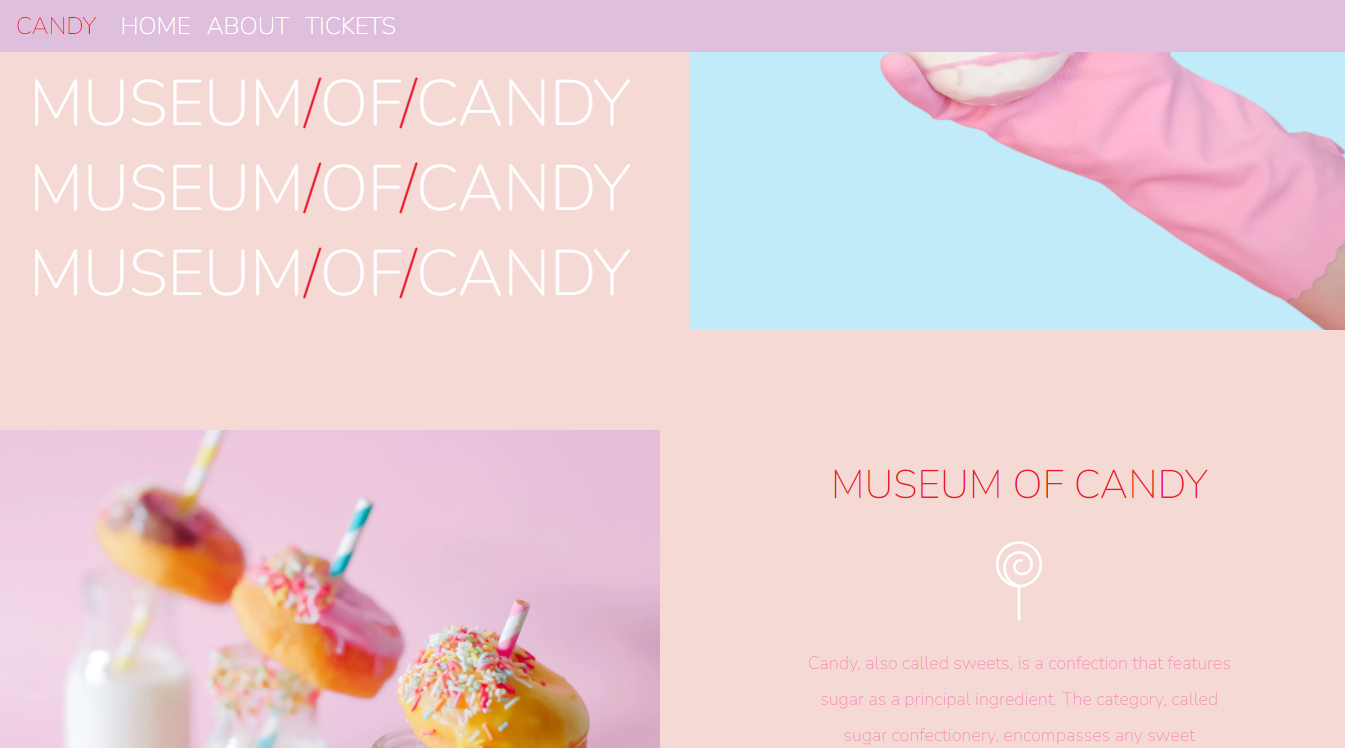 CANDY HOME ABOUT TICKETS
MUSEUM/OF/CANDY
MUSEUM/OF/CANDY
MUSEUM/OF/CANDY
MUSEUM OF CANDY
Candy, also called sweets, is a confection that features
sugar as a principal ingredient. The category, called
sugar confectionery, encompasses any sweet